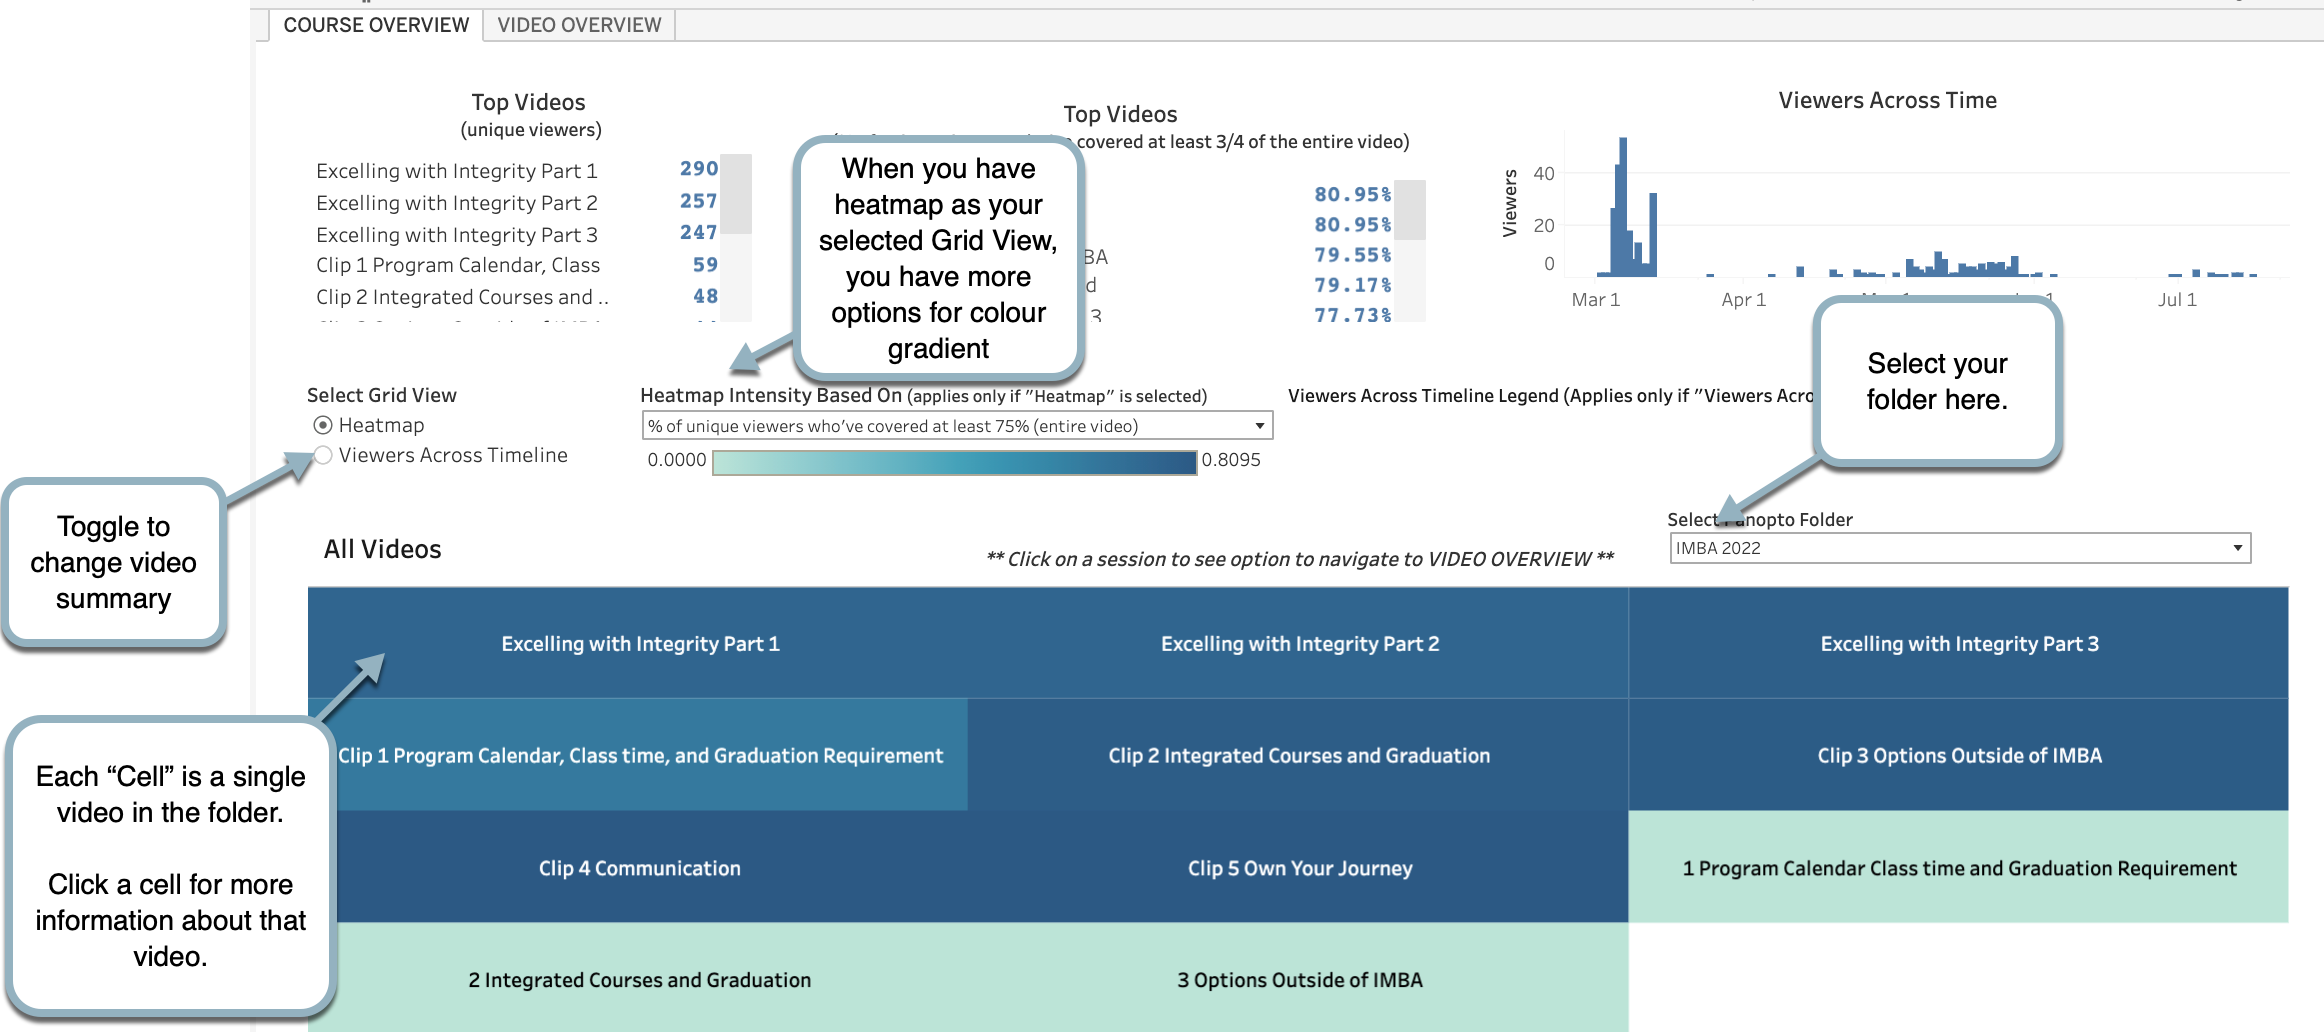 COURSE OVERVIEW
VIDEO OVERVIEW
Top Videos
(unique viewers)
Excelling with Integrity Part 1 290
Excelling with Integrity Part 2 257
Excelling with Integrity Part 3 247
Clip 1 Program Calendar, Class 59
Clip 2 Integrated Courses and .. 48
Top Videos
covered at least 3/4 of the entire video)
80.95%
80.95%
BA 79.55%
d 79.17%
3 77.73%
When you have
heatmap as your
selected Grid View,
you have more
options for colour
gradient
Viewers Across Time
Viewers
40
20
0
Mar 1
Apr 1
Jul 1
Select your
folder here.
Select Grid View
Heatmap
Viewers Across Timeline
Heatmap Intensity Based On (applies only if "Heatmap" is selected)
% of unique viewers who've covered at least 75% (entire video)
0.0000
0.8095
Viewers Across Timeline Legend (Applies only if "Viewers Acro
Toggle to
change video
summary
All Videos
** Click on a session to see option to navigate to VIDEO OVERVIEW **
Select Panopto Folder
IMBA 2022
Excelling with Integrity Part 1
Excelling with Integrity Part 2
Excelling with Integrity Part 3
Clip 1 Program Calendar, Class time, and Graduation Requirement
Clip 2 Integrated Courses and Graduation
Clip 3 Options Outside of IMBA
Clip 4 Communication
Clip 5 Own Your Journey
1 Program Calendar Class time and Graduation Requirement
2 Integrated Courses and Graduation
3 Options Outside of IMBA
Each “Cell” is a single
video in the folder.
Click a cell for more
information about that
video.